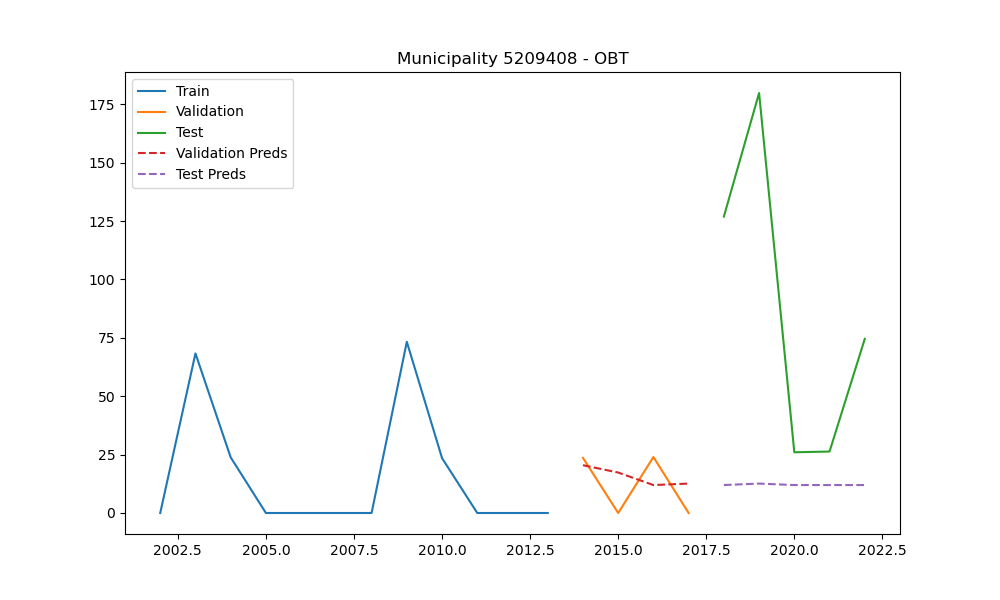 Municipality 5209408 - OBT
Train
Validation
Test
Validation Preds
Test Preds
175
150
125
100
75
50
25
0
2002.5 2005.0 2007.5 2010.0 2012.5 2015.0 2017.5 2020.0 2022.5